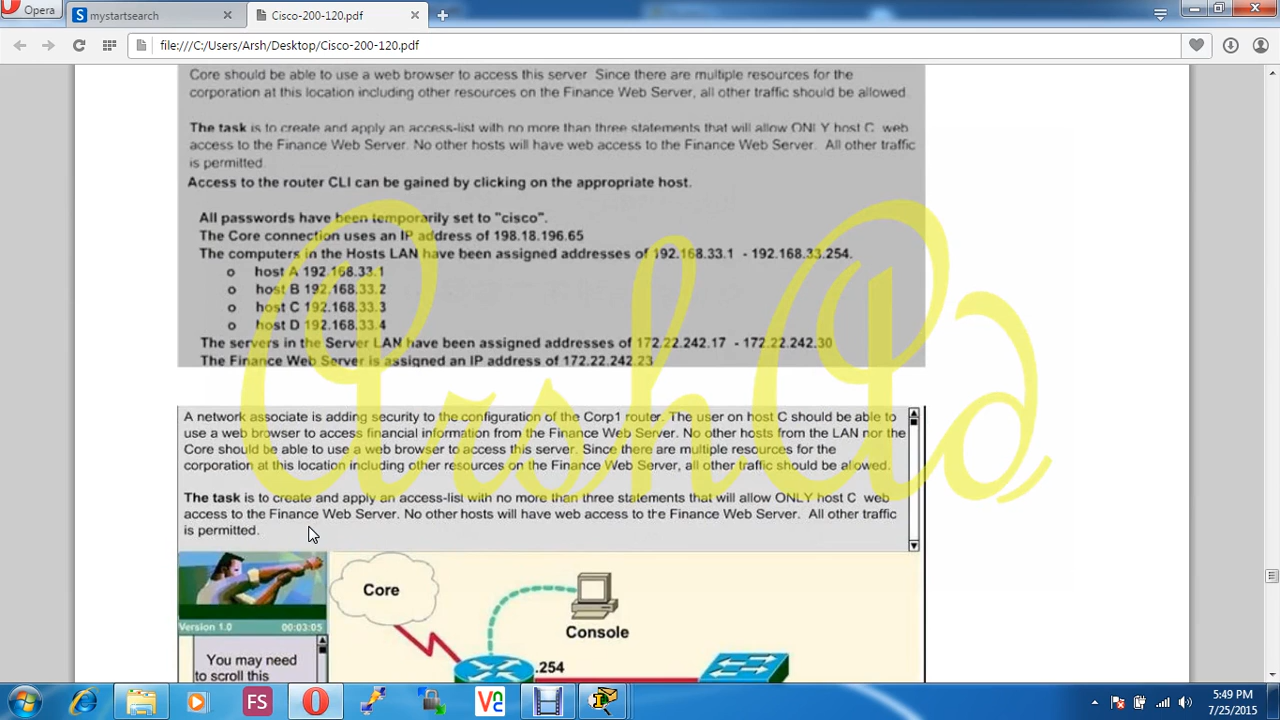 Opera
mystartsearch
Cisco-200-120.pdf
file:///C:/Users/Arsh/Desktop/Cisco-200-120.pdf
Core should be able to use a web browser to access this server Since there are multiple resources for the
corporation at this location including other resources on the Finance Web Server, all other traffic should be allowed
The task is to create and apply an access-list with no more than three statements that will allow ONLY host C web
access to the Finance Web Server. No other hosts will have web access to the Finance Web Server. All other traffic
is permitted.
Access to the router CLI can be gained by clicking on the appropriate host.
All passwords have been temporarily set to "cisco".
The Core connection uses an IP address of 198.18.196.65
The computers in the Hosts LAN have been assigned addresses of 192.168.33.1 - 192.168.33.254.
o host A 192.168.33.1
o host B 192.168.33.2
o host C 192.168.33.3
o host D 192.168.33.4
The servers in the Server LAN have been assigned addresses of 172.22.242.17 - 172.22.242.30
The Finance Web Server is assigned an IP address of 172.22.242.23
A network associate is adding security to the configuration of the Corp1 router. The user on host C should be able to
use a web browser to access financial information from the Finance Web Server. No other hosts from the LAN nor the
Core should be able to use a web browser to access this server. Since there are multiple resources for the
corporation at this location including other resources on the Finance Web Server, all other traffic should be allowed.
The task is to create and apply an access-list with no more than three statements that will allow ONLY host C web
access to the Finance Web Server. No other hosts will have web access to the Finance Web Server. All other traffic
is permitted.
Core
Console
Version 1.0 00:03:05
You may need
to scroll this
.254
FS
5:49 PM
7/25/2015